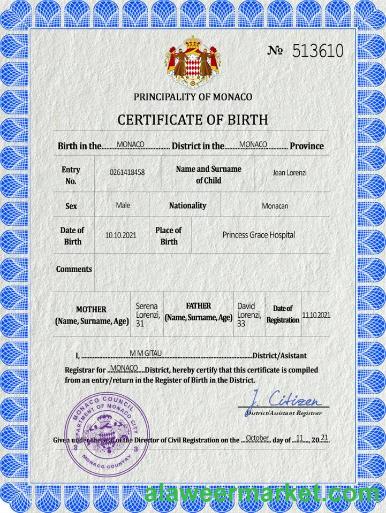 № 513610
PRINCIPALITY OF MONACO
CERTIFICATE OF BIRTH
Birth in the MONACO District in the MONACO Province
Entry No. 0261418458 Name and Surname of Child Jean Lorenzi
Sex Male Nationality Monacan
Date of Birth 10.10.2021 Place of Birth Princess Grace Hospital
Comments
MOTHER (Name, Surname, Age) Serena Lorenzi, 31 FATHER (Name, Surname, Age) David Lorenzi, 33 Date of Registration 11.10.2021
I, M M GITAU District/Asistant
Registrar for MONACO District, hereby certify that this certificate is compiled
from an entry/return in the Register of Birth in the District.
J. Citizen
District/Assistant Registrar
Given under the of the Director of Civil Registration on the October day of 11 2021
MONACO COUNCIL
DEPARTMENT OF MONACO CITY
MONACO COUNTRY
alaweermarket.com